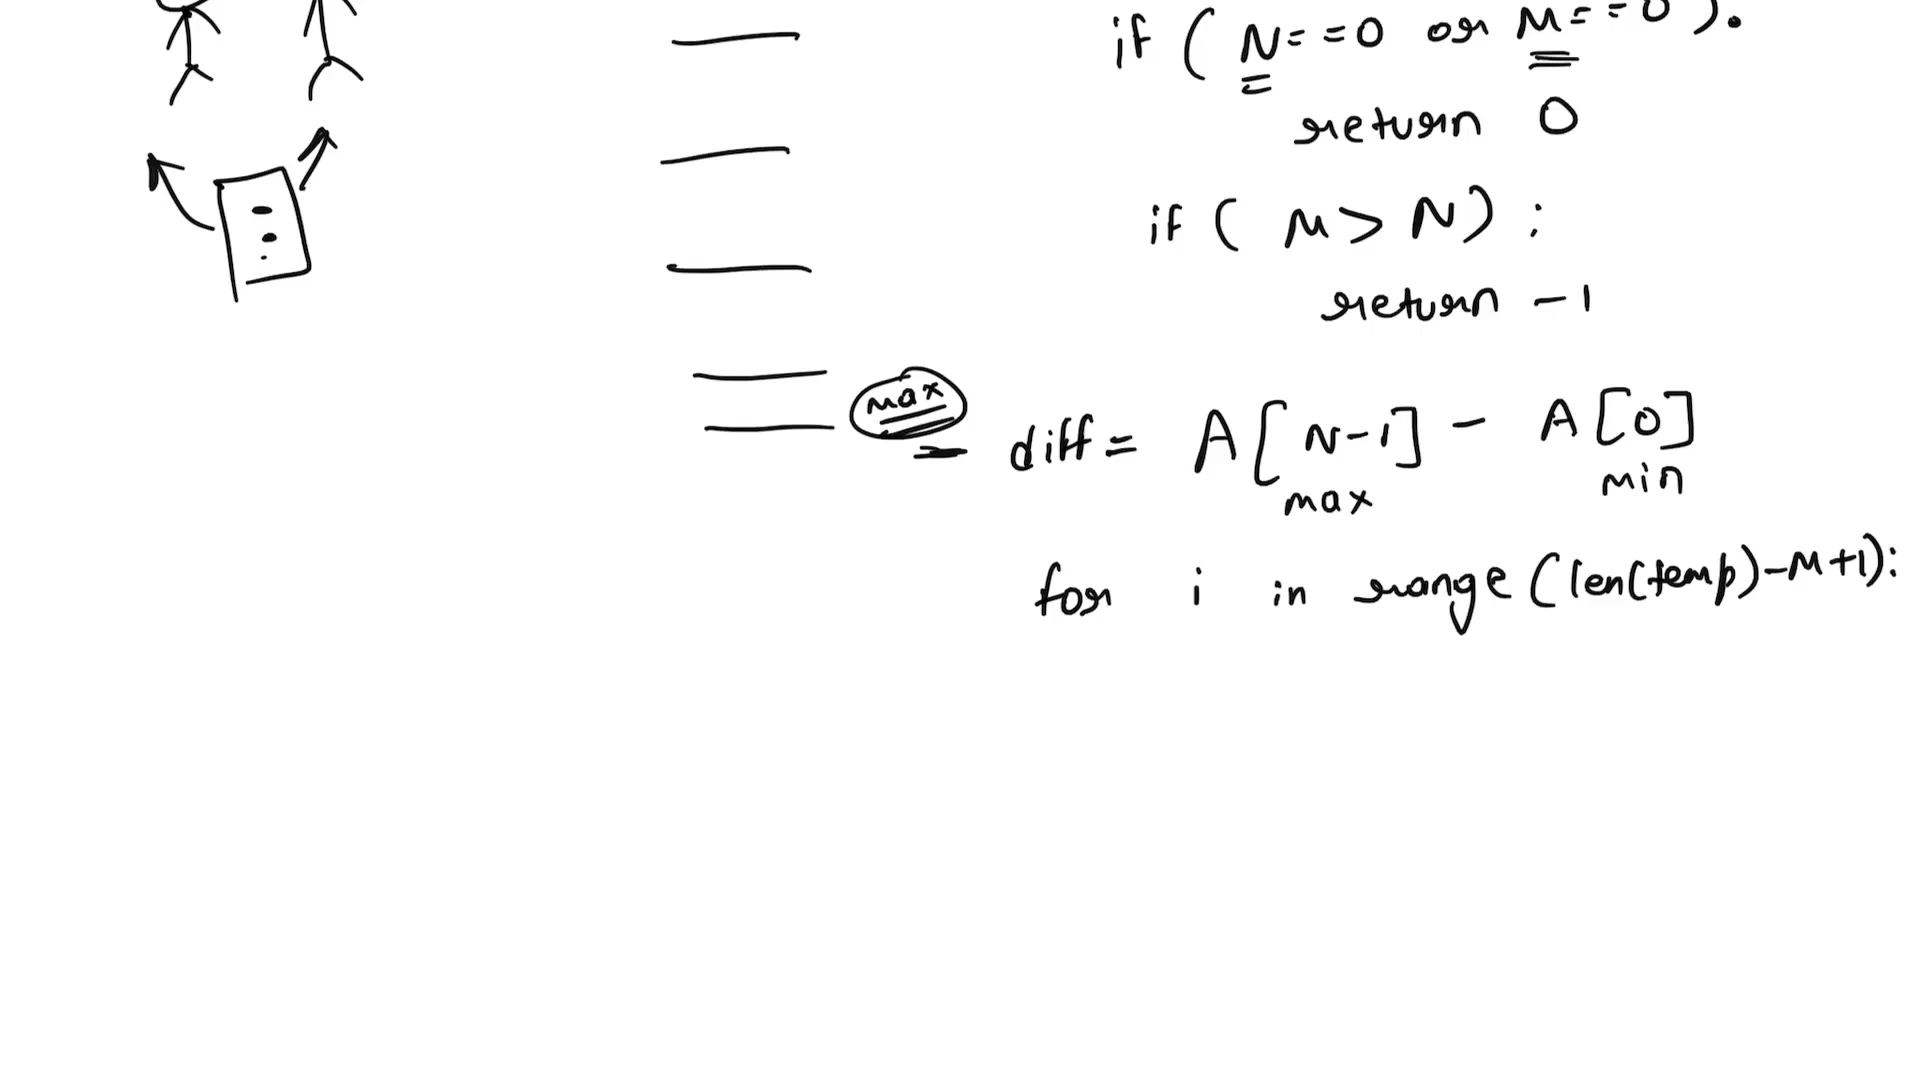 if ( N==0 or M==0 ).
return 0
if ( M > N ) :
return -1
max
diff = A[N-1] - A[0]
max min
for i in range (len(temp)-M+1):